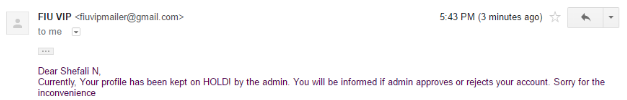 FIU VIP <fiuvipmailer@gmail.com> 5:43 PM (3 minutes ago)
to me
Dear Shefali N,
Currently, Your profile has been kept on HOLD! by the admin. You will be informed if admin approves or rejects your account. Sorry for the
inconvenience